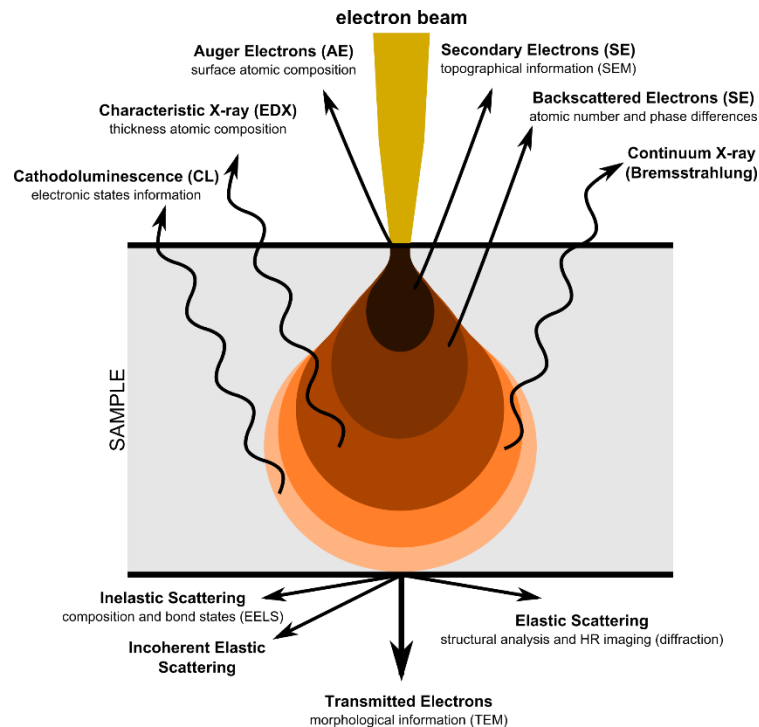 electron beam
Auger Electrons (AE)
surface atomic composition
Secondary Electrons (SE)
topographical information (SEM)
Characteristic X-ray (EDX)
thickness atomic composition
Backscattered Electrons (SE)
atomic number and phase differences
Cathodoluminescence (CL)
electronic states information
Continuum X-ray
(Bremsstrahlung)
SAMPLE
Inelastic Scattering
composition and bond states (EELS)
Incoherent Elastic
Scattering
Elastic Scattering
structural analysis and HR imaging (diffraction)
Transmitted Electrons
morphological information (TEM)